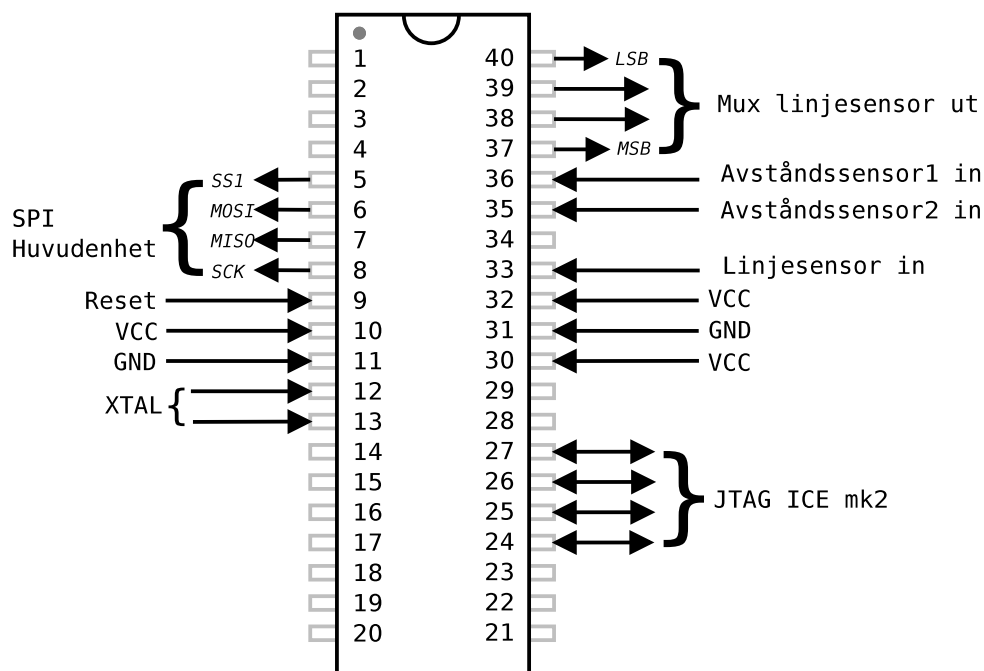 1 40 LSB
2 39
3 38
4 37 MSB
Mux linjesensor ut
SS1 5 36 Avståndssensor1 in
MOSI 6 35 Avståndssensor2 in
MISO 7 34
SCK 8 33 Linjesensor in
SPI
Huvudenhet
Reset 9 32 VCC
VCC 10 31 GND
GND 11 30 VCC
XTAL
12 29
13 28
14 27
15 26
16 25
17 24
JTAG ICE mk2
18 23
19 22
20 21